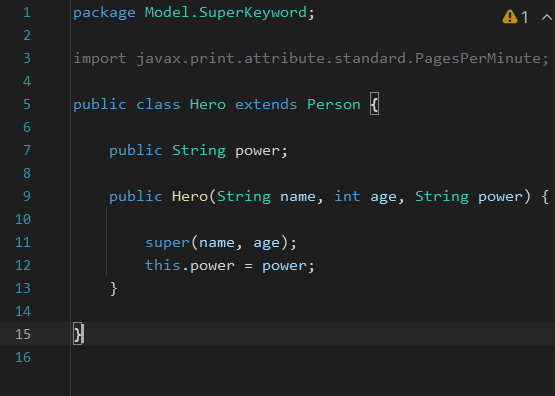 1 package Model.SuperKeyword;
2
3 import javax.print.attribute.standard.PagesPerMinute;
4
5 public class Hero extends Person {
6
7 public String power;
8
9 public Hero(String name, int age, String power) {
10
11 super(name, age);
12 this.power = power;
13 }
14
15 }
16
1